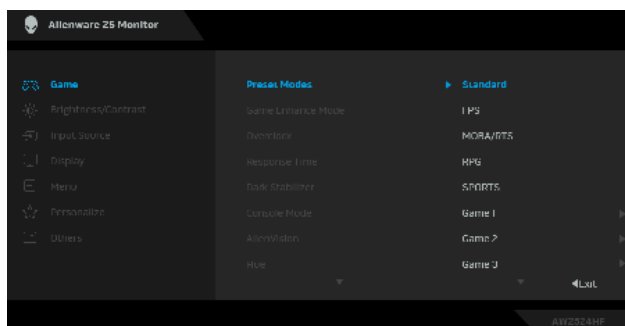 Alienware 25 Monitor
Game
Brightness/Contrast
Input Source
Display
Menu
Personalize
Others
Preset Modes
Game Enhance Mode
Overclock
Response Time
Dark Stabilizer
Console Mode
AlienVision
Hue
Standard
FPS
MOBA/RTS
RPG
SPORTS
Game 1
Game 2
Game 3
Exit
AW2524HF